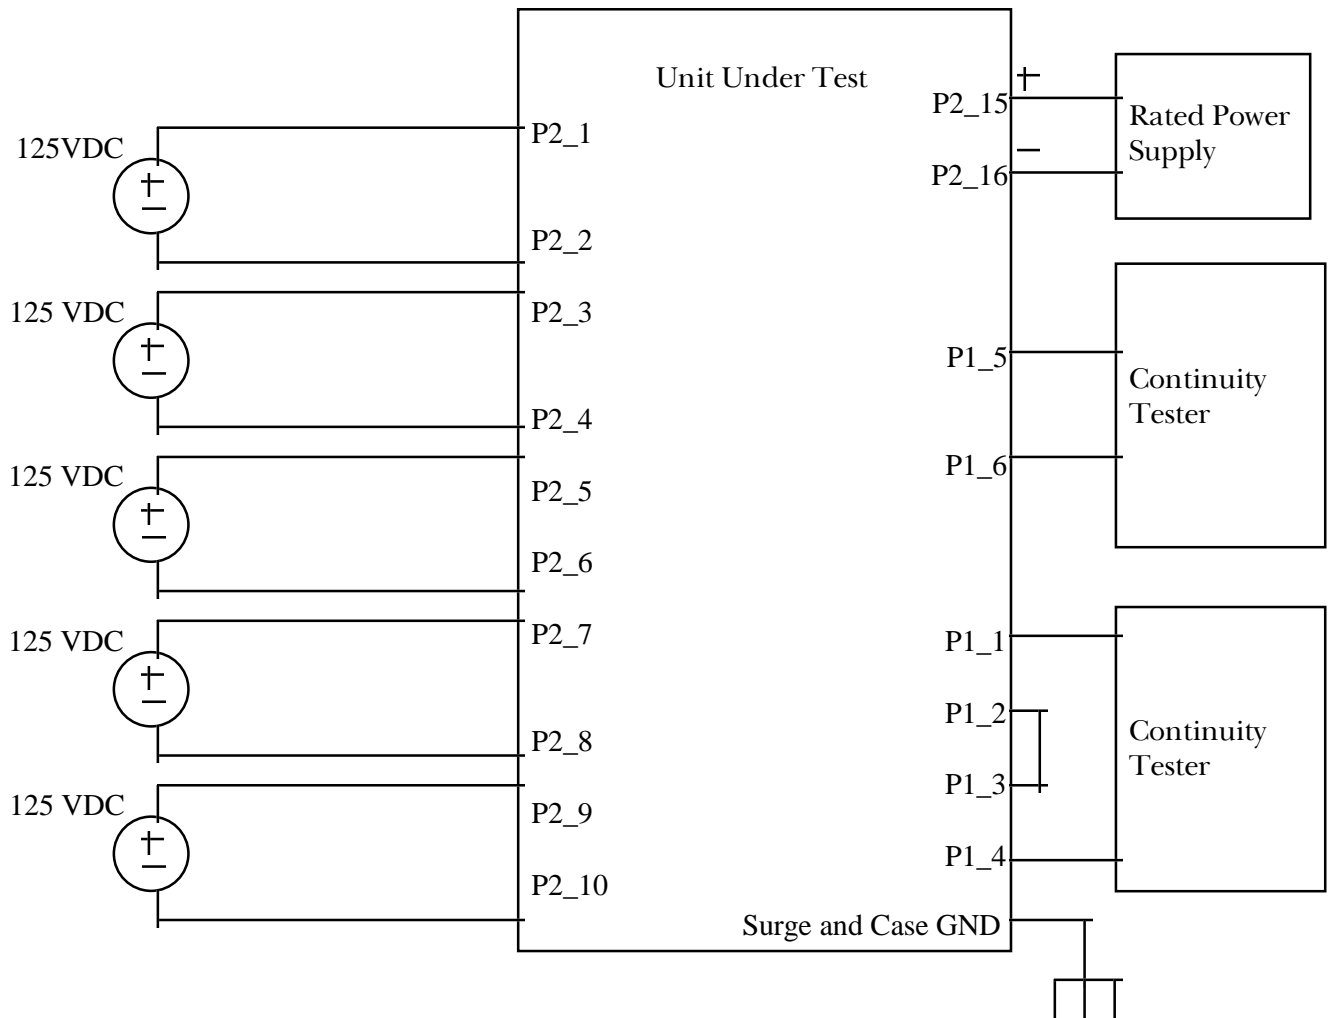 Unit Under Test
125VDC
P2_1
P2_2
125 VDC
P2_3
P2_4
125 VDC
P2_5
P2_6
125 VDC
P2_7
P2_8
125 VDC
P2_9
P2_10
+
P2_15
−
P2_16
Rated Power
Supply
P1_5
P1_6
Continuity
Tester
P1_1
P1_2
P1_3
P1_4
Continuity
Tester
Surge and Case GND